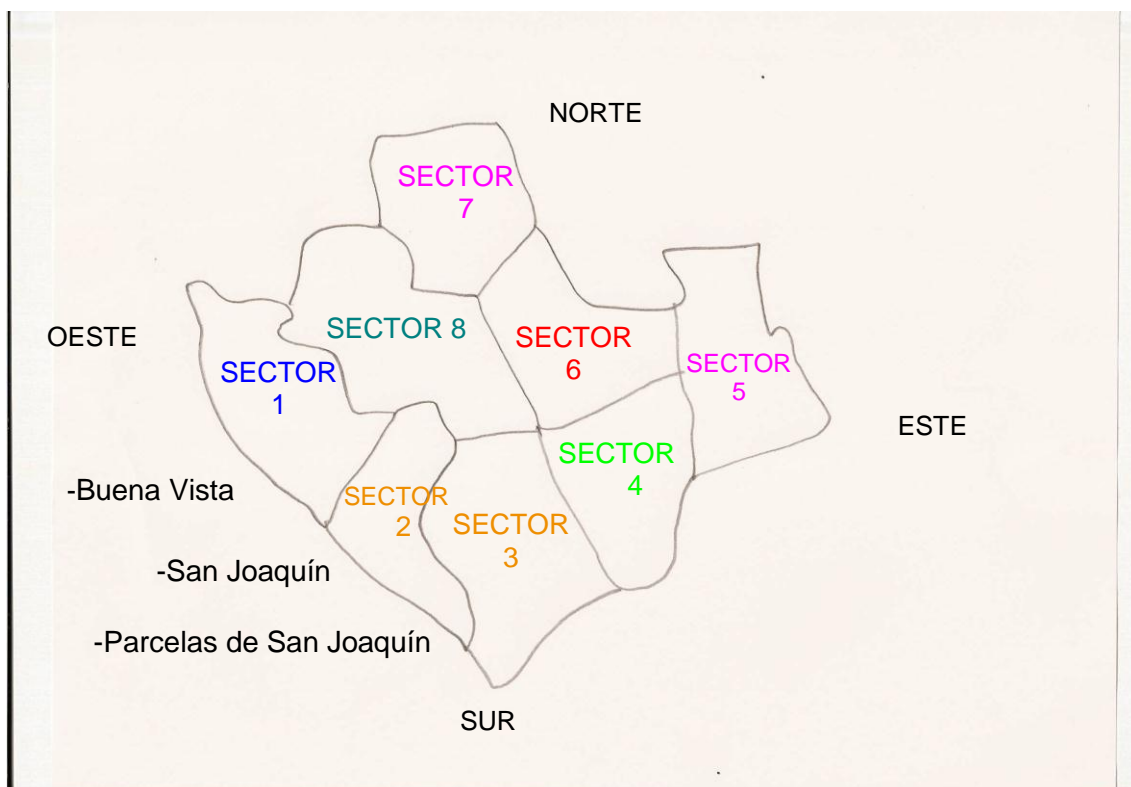 NORTE
SECTOR
7
OESTE
SECTOR 8
SECTOR
6
SECTOR
1
SECTOR
5
ESTE
SECTOR
4
-Buena Vista
SECTOR
2
SECTOR
3
-San Joaquín
-Parcelas de San Joaquín
SUR